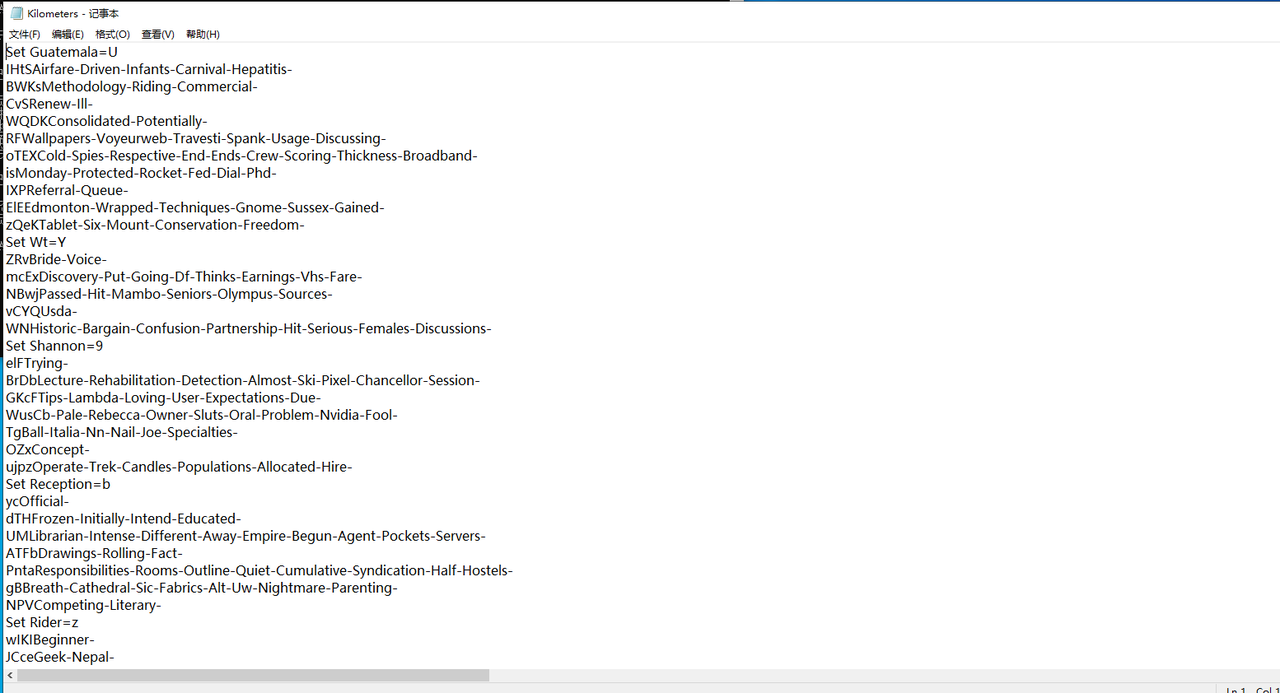 Kilometers - 记事本
文件(F) 编辑(E) 格式(O) 查看(V) 帮助(H)
Set Guatemala=U
IHtSAirfare-Driven-Infants-Carnival-Hepatitis-
BWKsMethodology-Riding-Commercial-
CvSRenew-Ill-
WQDKConsolidated-Potentially-
RFWallpapers-Voyeurweb-Travesti-Spank-Usage-Discussing-
oTEXCold-Spies-Respective-End-Ends-Crew-Scoring-Thickness-Broadband-
isMonday-Protected-Rocket-Fed-Dial-Phd-
IXPReferral-Queue-
ElEEdmonton-Wrapped-Techniques-Gnome-Sussex-Gained-
zQeKTablet-Six-Mount-Conservation-Freedom-
Set Wt=Y
ZRvBride-Voice-
mcExDiscovery-Put-Going-Df-Thinks-Earnings-Vhs-Fare-
NBwjPassed-Hit-Mambo-Seniors-Olympus-Sources-
vCYQUsda-
WNHistoric-Bargain-Confusion-Partnership-Hit-Serious-Females-Discussions-
Set Shannon=9
elFTrying-
BrDbLecture-Rehabilitation-Detection-Almost-Ski-Pixel-Chancellor-Session-
GKcFTips-Lambda-Loving-User-Expectations-Due-
WusCb-Pale-Rebecca-Owner-Sluts-Oral-Problem-Nvidia-Fool-
TgBall-Italia-Nn-Nail-Joe-Specialties-
OZxConcept-
ujpzOperate-Trek-Candles-Populations-Allocated-Hire-
Set Reception=b
ycOfficial-
dTHFrozen-Initially-Intend-Educated-
UMLibrarian-Intense-Different-Away-Empire-Begun-Agent-Pockets-Servers-
ATFbDrawings-Rolling-Fact-
PntaResponsibilities-Rooms-Outline-Quiet-Cumulative-Syndication-Half-Hostels-
gBBreath-Cathedral-Sic-Fabrics-Alt-Uw-Nightmare-Parenting-
NPVCompeting-Literary-
Set Rider=z
wIKIBeginner-
JCceGeek-Nepal-
Ln 1, Col 1